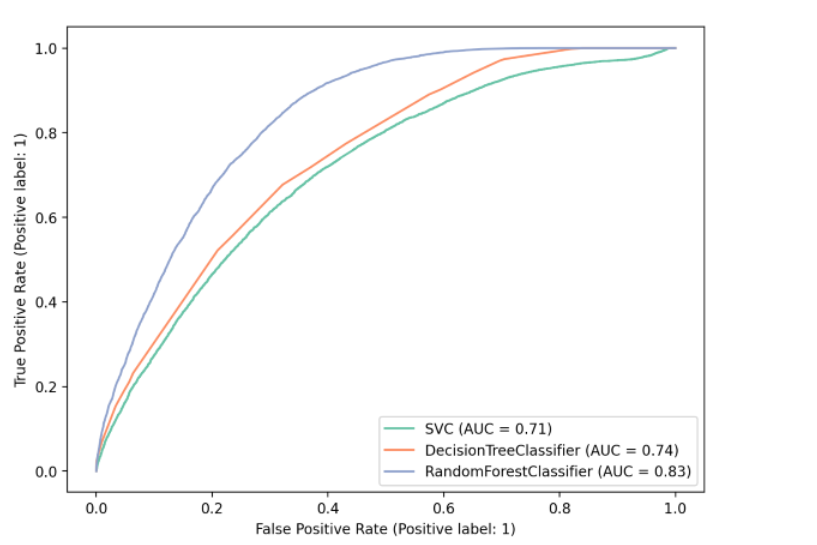 1.0
0.8
0.6
0.4
0.2
0.0
True Positive Rate (Positive label: 1)
SVC (AUC = 0.71)
DecisionTreeClassifier (AUC = 0.74)
RandomForestClassifier (AUC = 0.83)
0.0 0.2 0.4 0.6 0.8 1.0
False Positive Rate (Positive label: 1)